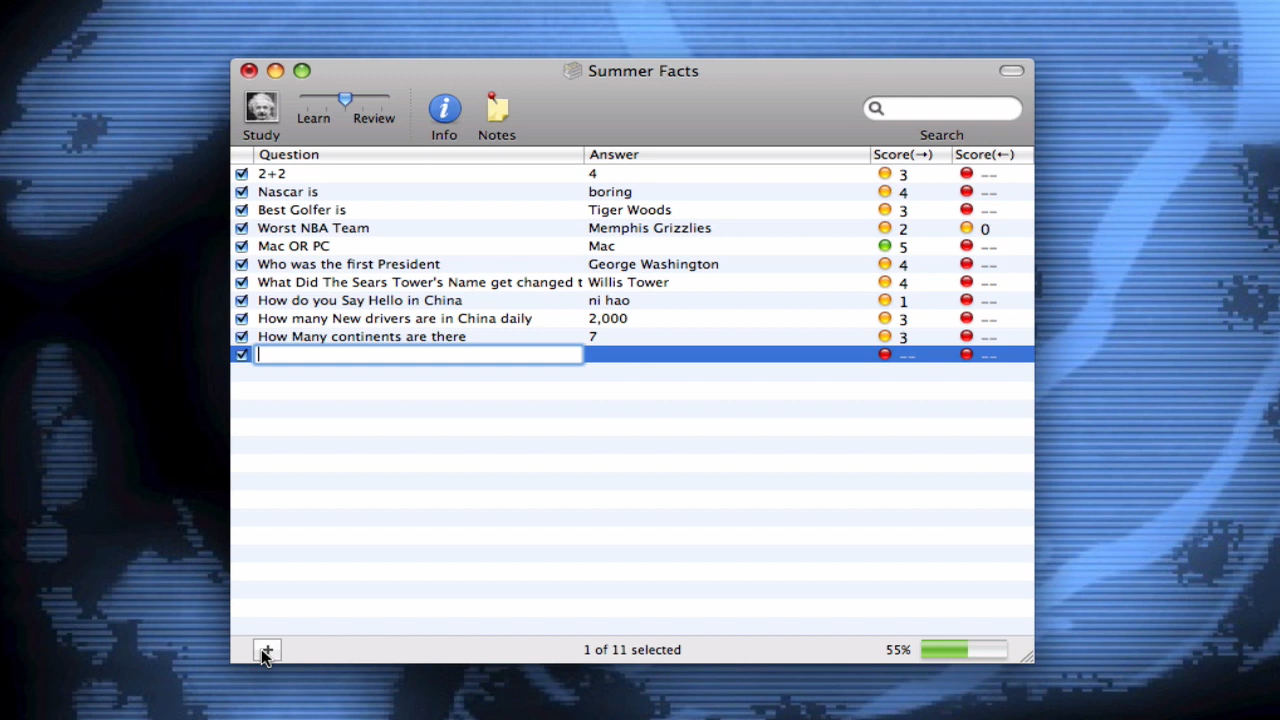 Summer Facts
Learn Review
Study Info Notes Search
Question Answer Score(→) Score(←)
2+2 4 3 --
Nascar is boring 4 --
Best Golfer is Tiger Woods 3 --
Worst NBA Team Memphis Grizzlies 2 0
Mac OR PC Mac 5 --
Who was the first President George Washington 4 --
What Did The Sears Tower's Name get changed t Willis Tower 4 --
How do you Say Hello in China ni hao 1 --
How many New drivers are in China daily 2,000 3 --
How Many continents are there 7 3 --
-- --
+ 1 of 11 selected 55%